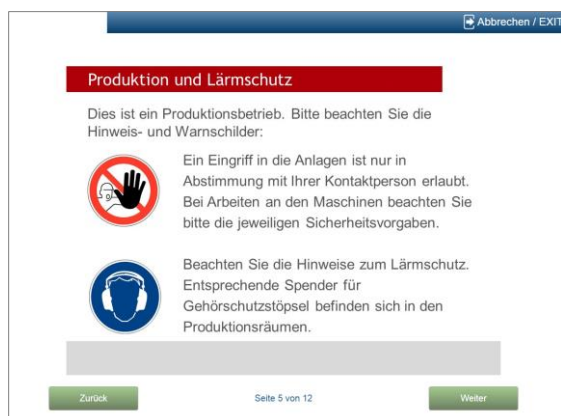 Abbrechen / EXIT
Produktion und Lärmschutz
Dies ist ein Produktionsbetrieb. Bitte beachten Sie die
Hinweis- und Warnschilder:
Ein Eingriff in die Anlagen ist nur in
Abstimmung mit Ihrer Kontaktperson erlaubt.
Bei Arbeiten an den Maschinen beachten Sie
bitte die jeweiligen Sicherheitsvorgaben.
Beachten Sie die Hinweise zum Lärmschutz.
Entsprechende Spender für
Gehörschutzstöpsel befinden sich in den
Produktionsräumen.
Zurück
Seite 5 von 12
Weiter